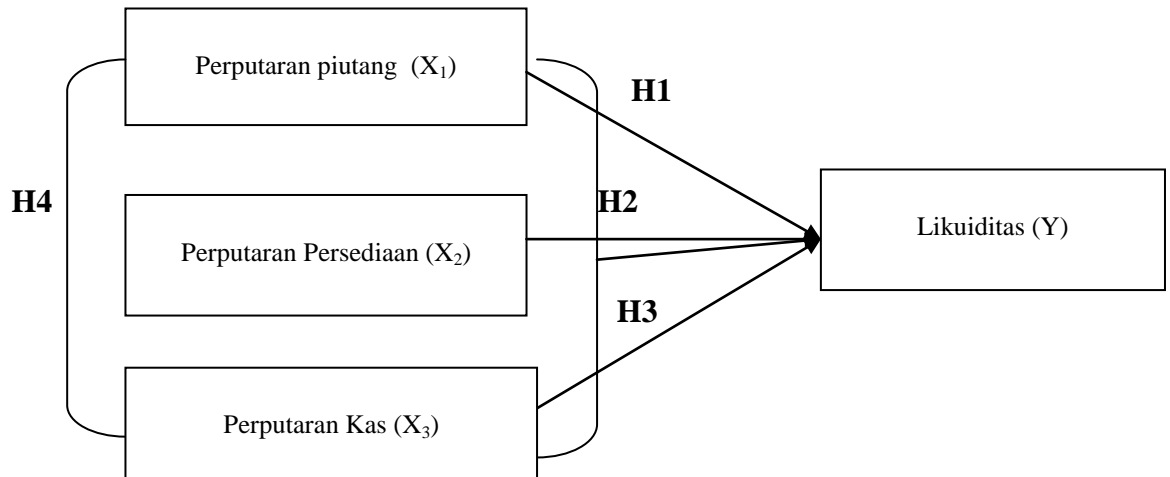 Perputaran piutang (X₁)
H1
H4
H2
Perputaran Persediaan (X₂)
Likuiditas (Y)
H3
Perputaran Kas (X₃)